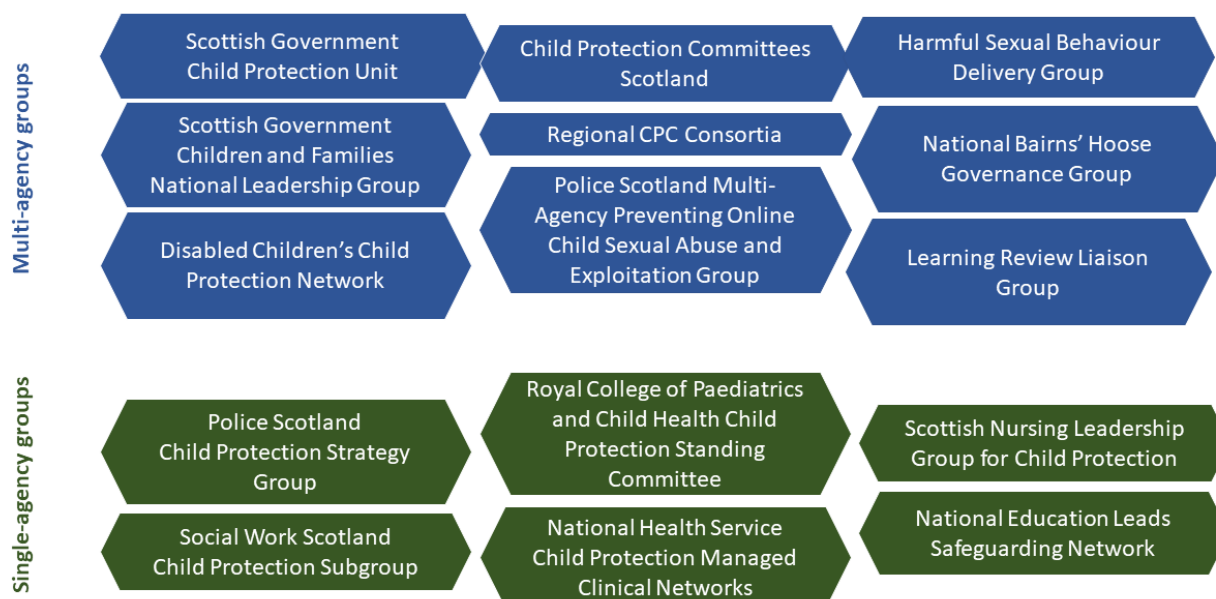 Multi-agency groups
Scottish Government
Child Protection Unit
Child Protection Committees
Scotland
Harmful Sexual Behaviour
Delivery Group
Scottish Government
Children and Families
National Leadership Group
Regional CPC Consortia
National Bairns’ Hoose
Governance Group
Disabled Children’s Child
Protection Network
Police Scotland Multi-
Agency Preventing Online
Child Sexual Abuse and
Exploitation Group
Learning Review Liaison
Group
Single-agency groups
Police Scotland
Child Protection Strategy
Group
Royal College of Paediatrics
and Child Health Child
Protection Standing
Committee
Scottish Nursing Leadership
Group for Child Protection
Social Work Scotland
Child Protection Subgroup
National Health Service
Child Protection Managed
Clinical Networks
National Education Leads
Safeguarding Network